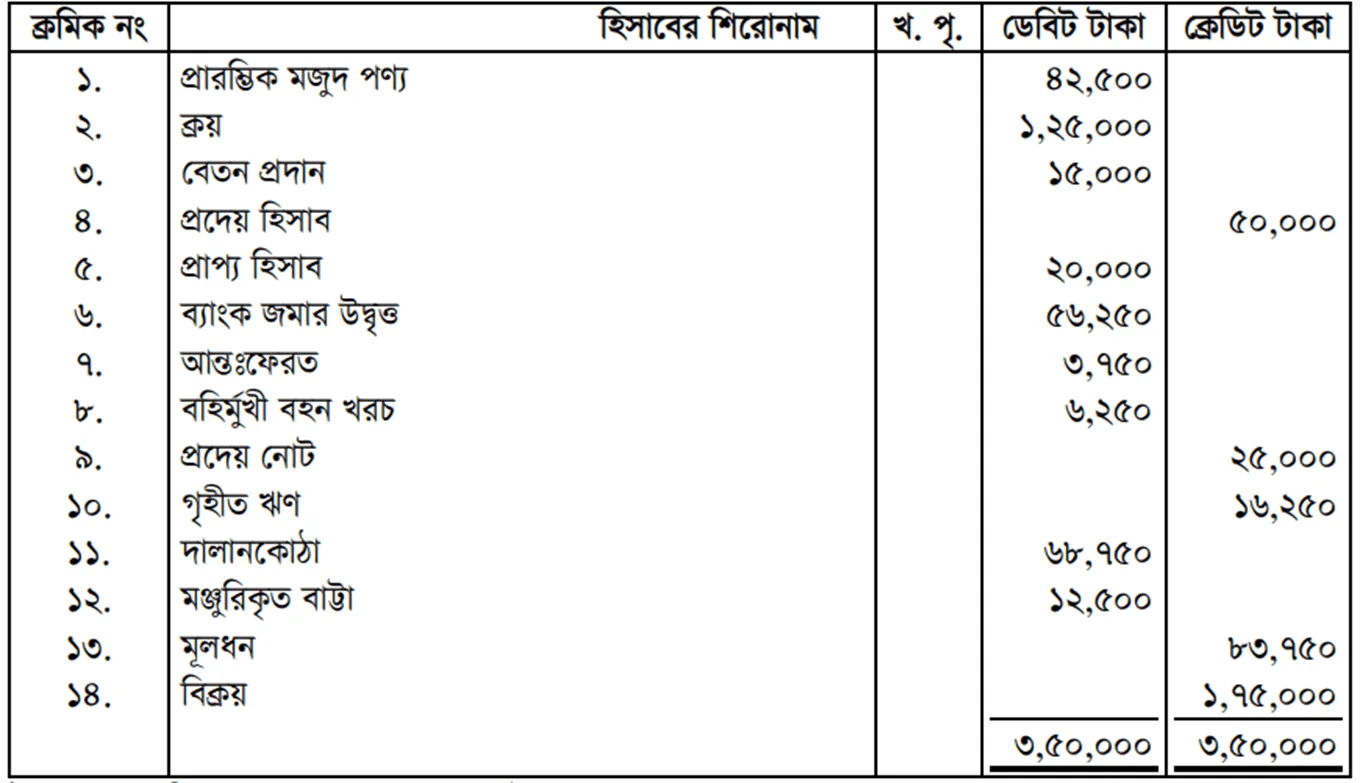 ক্রমিক নং হিসাবের শিরোনাম খ. পৃ. ডেবিট টাকা ক্রেডিট টাকা
১. প্রারম্ভিক মজুদ পণ্য ৪২,৫০০
২. ক্রয় ১,২৫,০০০
৩. বেতন প্রদান ১৫,০০০
৪. প্রদেয় হিসাব ৫০,০০০
৫. প্রাপ্য হিসাব ২০,০০০
৬. ব্যাংক জমার উদ্বৃত্ত ৫৬,২৫০
৭. আন্তঃফেরত ৩,৭৫০
৮. বহির্মুখী বহন খরচ ৬,২৫০
৯. প্রদেয় নোট ২৫,০০০
১০. গৃহীত ঋণ ১৬,২৫০
১১. দালানকোঠা ৬৮,৭৫০
১২. মঞ্জুরিকৃত বাট্টা ১২,৫০০
১৩. মূলধন ৮৩,৭৫০
১৪. বিক্রয় ১,৭৫,০০০
৩,৫০,০০০ ৩,৫০,০০০